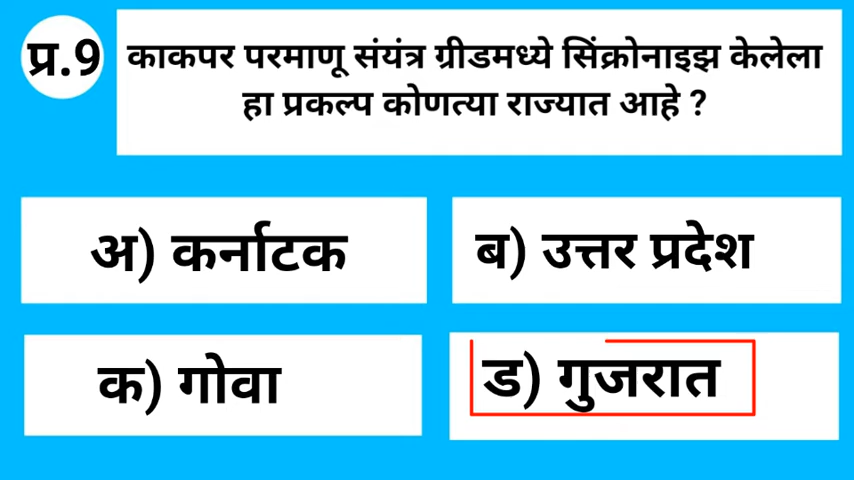 प्र.9
काकपर परमाणू संयंत्र ग्रीडमध्ये सिंक्रोनाइझ केलेला
हा प्रकल्प कोणत्या राज्यात आहे ?
अ) कर्नाटक
ब) उत्तर प्रदेश
क) गोवा
ड) गुजरात